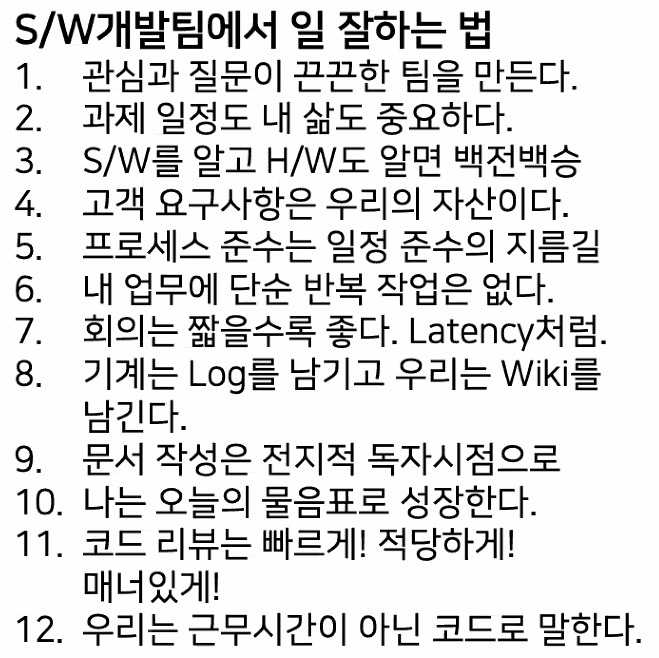 S/W개발팀에서 일 잘하는 법
1. 관심과 질문이 끈끈한 팀을 만든다.
2. 과제 일정도 내 삶도 중요하다.
3. S/W를 알고 H/W도 알면 백전백승
4. 고객 요구사항은 우리의 자산이다.
5. 프로세스 준수는 일정 준수의 지름길
6. 내 업무에 단순 반복 작업은 없다.
7. 회의는 짧을수록 좋다. Latency처럼.
8. 기계는 Log를 남기고 우리는 Wiki를
남긴다.
9. 문서 작성은 전지적 독자시점으로
10. 나는 오늘의 물음표로 성장한다.
11. 코드 리뷰는 빠르게! 적당하게!
매너있게!
12. 우리는 근무시간이 아닌 코드로 말한다.